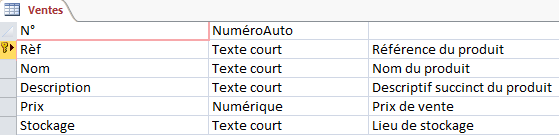 Ventes
N° NuméroAuto
Rèf Texte court Référence du produit
Nom Texte court Nom du produit
Description Texte court Descriptif succinct du produit
Prix Numérique Prix de vente
Stockage Texte court Lieu de stockage